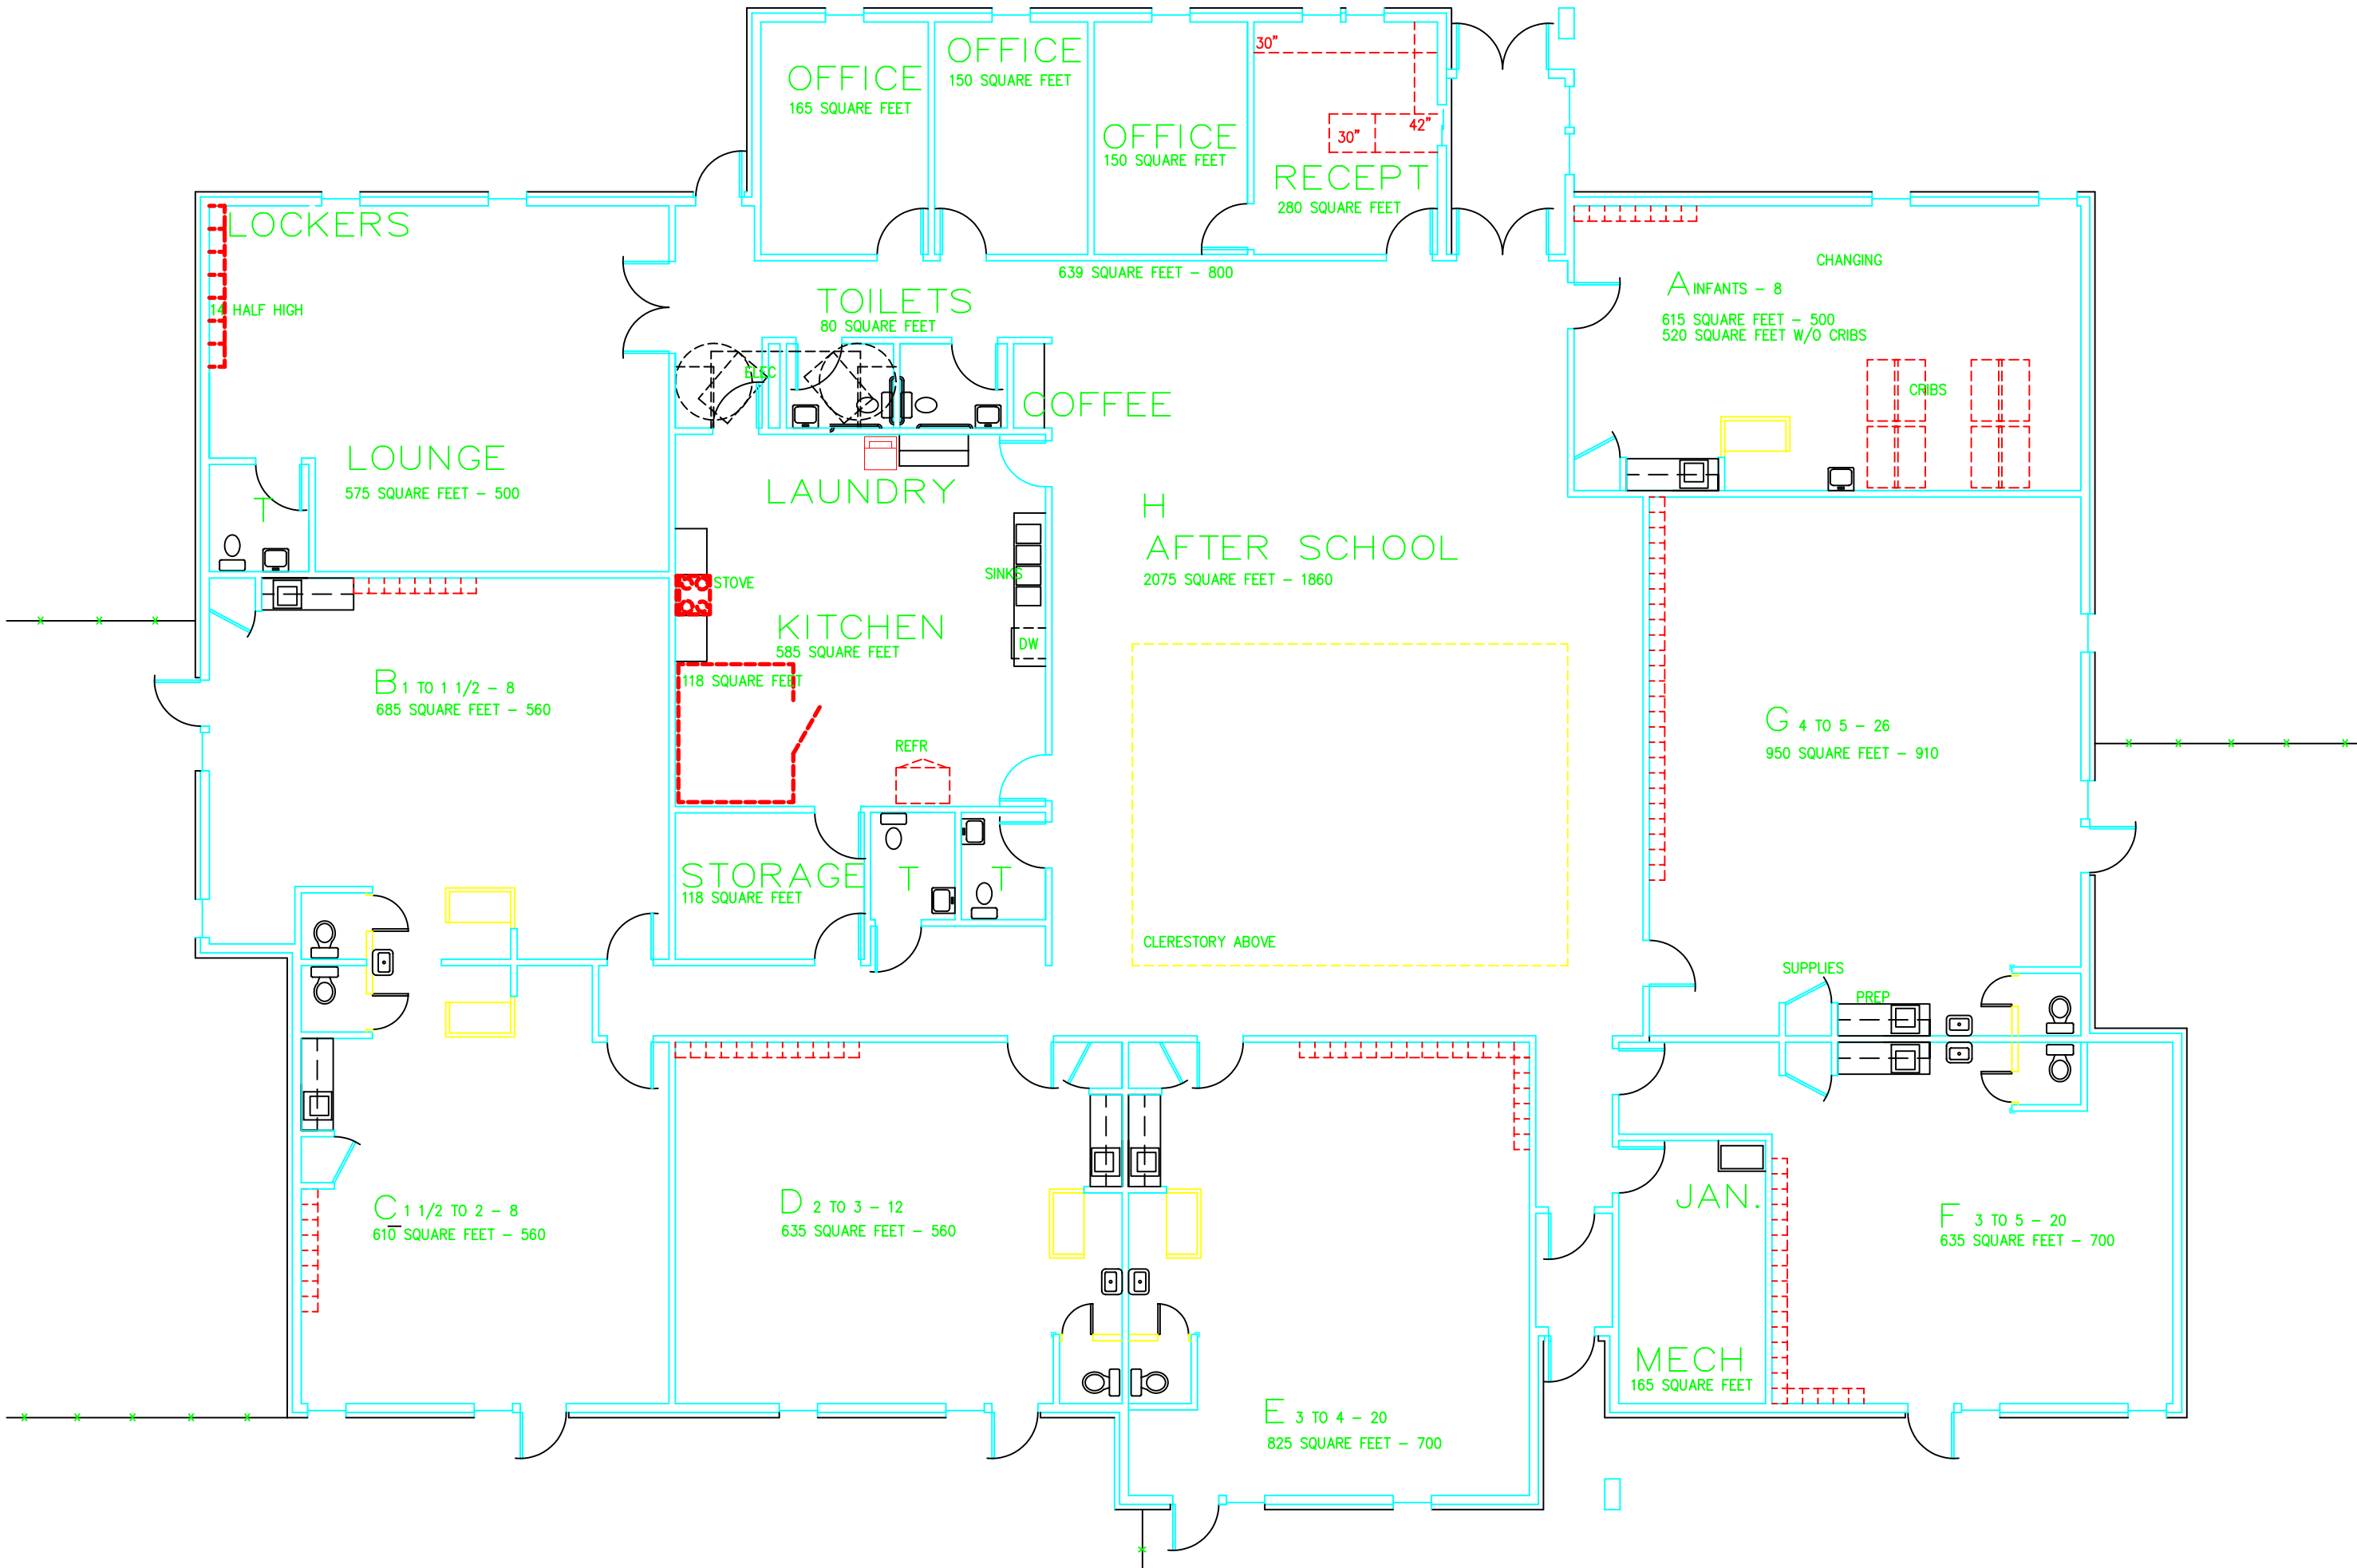 OFFICE
165 SQUARE FEET
OFFICE
150 SQUARE FEET
OFFICE
150 SQUARE FEET
30"
30"
42"
RECEPT
280 SQUARE FEET
LOCKERS
14 HALF HIGH
639 SQUARE FEET - 800
TOILETS
80 SQUARE FEET
ELEC
COFFEE
CHANGING
A INFANTS - 8
615 SQUARE FEET - 500
520 SQUARE FEET W/O CRIBS
CRIBS
LOUNGE
575 SQUARE FEET - 500
T
LAUNDRY
H
AFTER SCHOOL
2075 SQUARE FEET - 1860
STOVE
SINKS
KITCHEN
585 SQUARE FEET
DW
118 SQUARE FEET
REFR
B 1 TO 1 1/2 - 8
685 SQUARE FEET - 560
G 4 TO 5 - 26
950 SQUARE FEET - 910
STORAGE
118 SQUARE FEET
T
T
CLERESTORY ABOVE
SUPPLIES
PREP
C 1 1/2 TO 2 - 8
610 SQUARE FEET - 560
D 2 TO 3 - 12
635 SQUARE FEET - 560
JAN.
F 3 TO 5 - 20
635 SQUARE FEET - 700
MECH
165 SQUARE FEET
E 3 TO 4 - 20
825 SQUARE FEET - 700